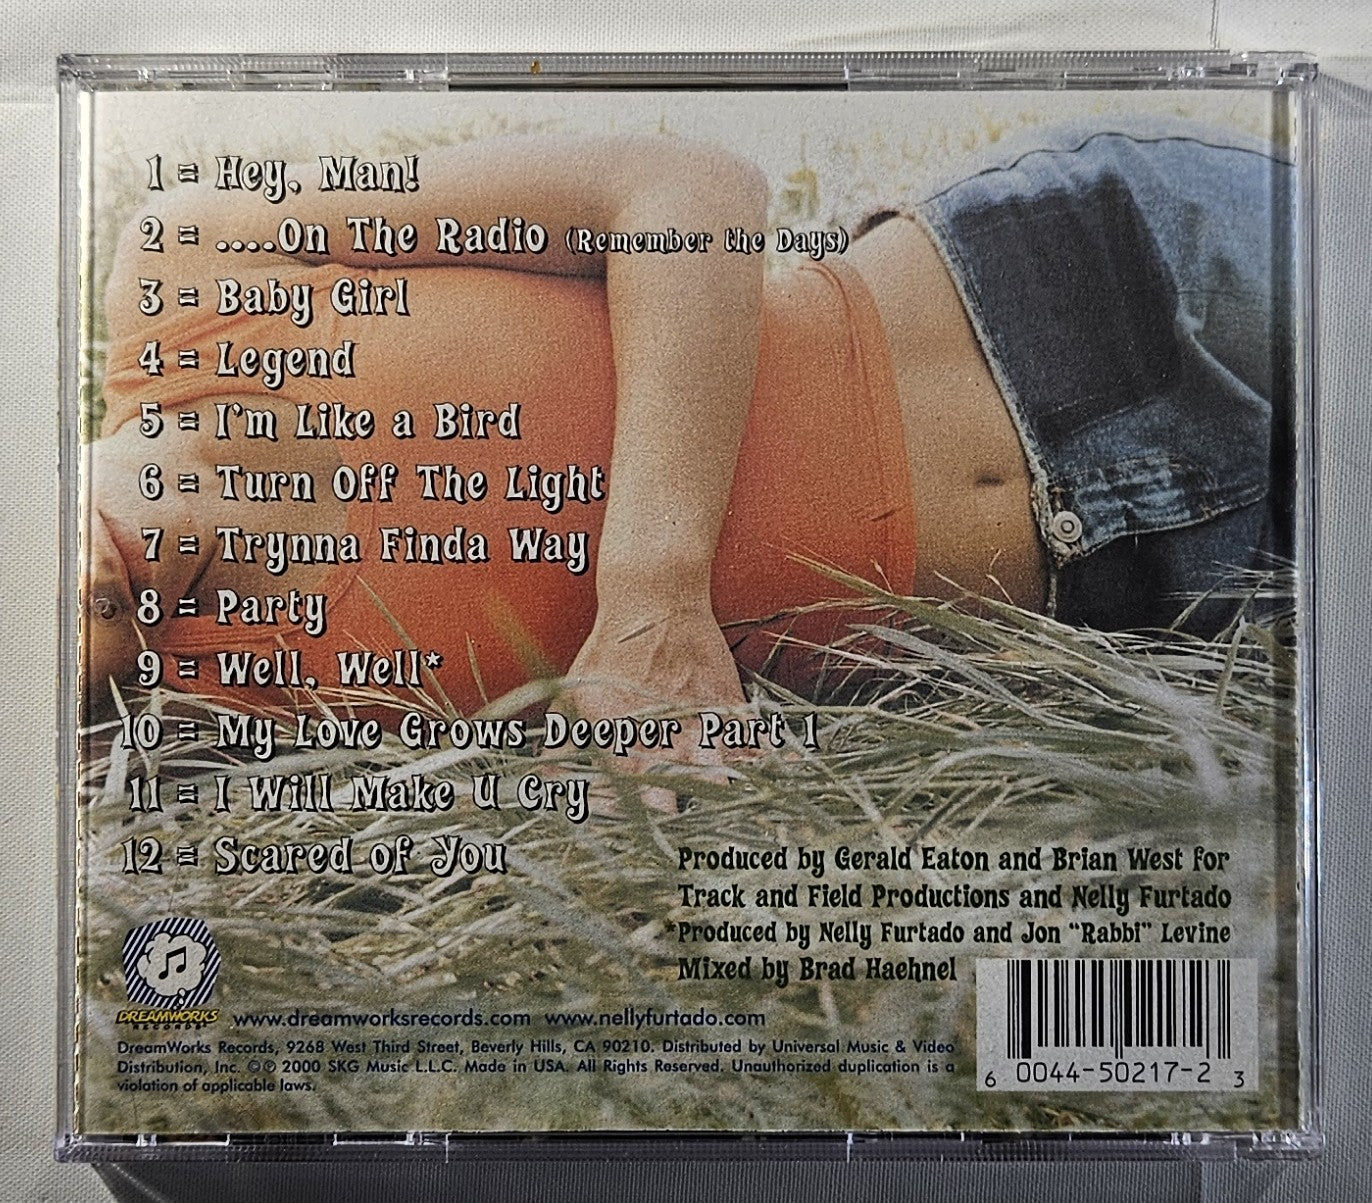 1 = Hey, Man!
2 = ....On The Radio (Remember the Days)
3 = Baby Girl
4 = Legend
5 = I'm Like a Bird
6 = Turn Off The Light
7 = Trynna Finda Way
8 = Party
9 = Well, Well*
10 = My Love Grows Deeper Part 1
11 = I Will Make U Cry
12 = Scared of You
Produced by Gerald Eaton and Brian West for
Track and Field Productions and Nelly Furtado
*Produced by Nelly Furtado and Jon "Rabbi" Levine
Mixed by Brad Haehnel
DREAMWORKS
RECORDS
www.dreamworksrecords.com www.nellyfurtado.com
DreamWorks Records, 9268 West Third Street, Beverly Hills, CA 90210. Distributed by Universal Music & Video
Distribution, Inc. ©℗ 2000 SKG Music L.L.C. Made in USA. All Rights Reserved. Unauthorized duplication is a
violation of applicable laws.
6 0044-50217-2 3